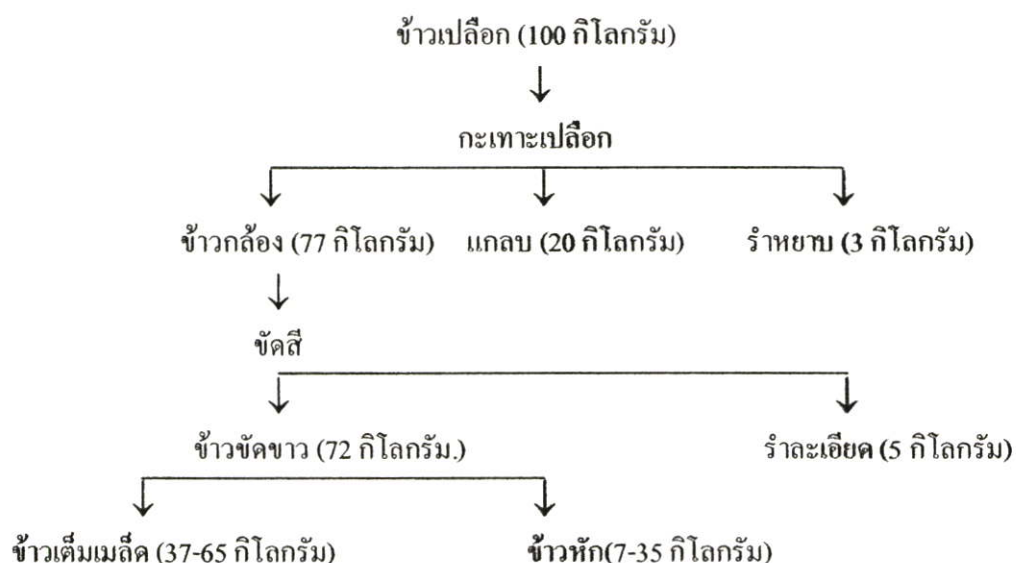 ข้าวเปลือก (100 กิโลกรัม)
กะเทาะเปลือก
ข้าวกล้อง (77 กิโลกรัม) แกลบ (20 กิโลกรัม) รำหยาบ (3 กิโลกรัม)
ขัดสี
ข้าวขัดขาว (72 กิโลกรัม.) รำละเอียด (5 กิโลกรัม)
ข้าวเต็มเมล็ด (37-65 กิโลกรัม) ข้าวหัก(7-35 กิโลกรัม)